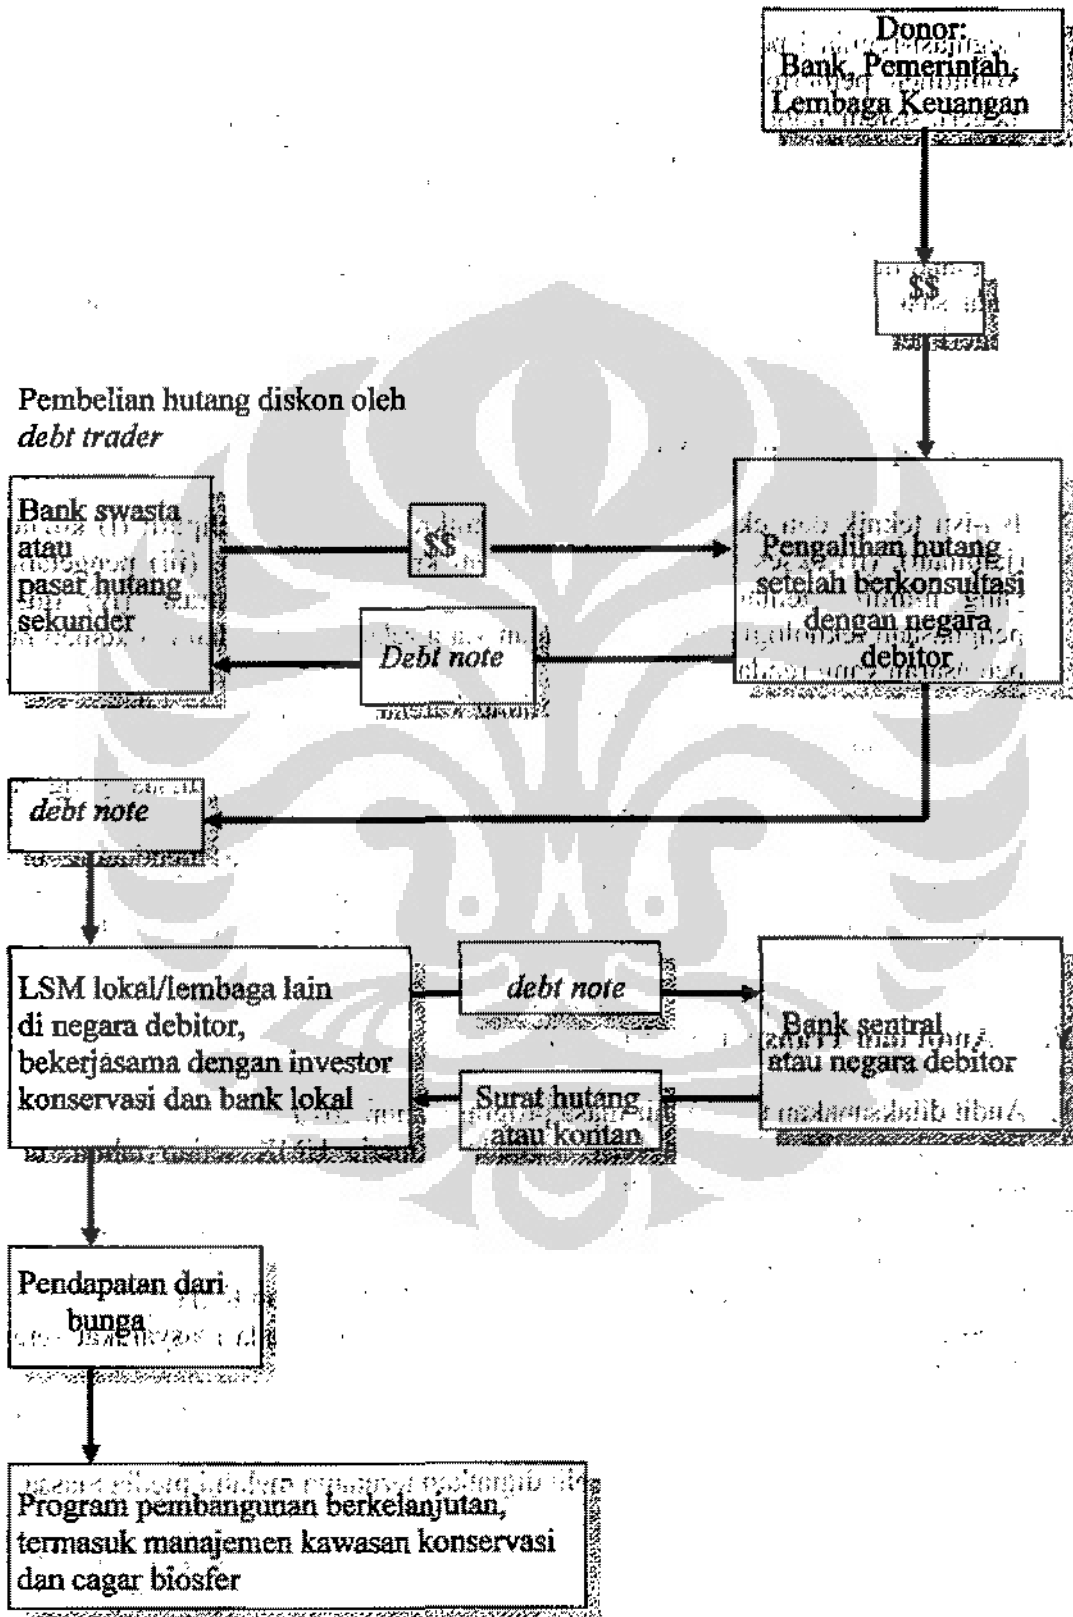 Donor:
Bank, Pemerintah,
Lembaga Keuangan
$$
Pembelian hutang diskon oleh
debt trader
Bank swasta
atau
pasar hutang
sekunder
$$
Pengalihan hutang
setelah berkonsultasi
dengan negara
debitor
Debt note
debt note
LSM lokal/lembaga lain
di negara debitor,
bekerjasama dengan investor
konservasi dan bank lokal
debt note
Bank sentral
atau negara debitor
Surat hutang
atau kontan
Pendapatan dari
bunga
Program pembangunan berkelanjutan,
termasuk manajemen kawasan konservasi
dan cagar biosfer